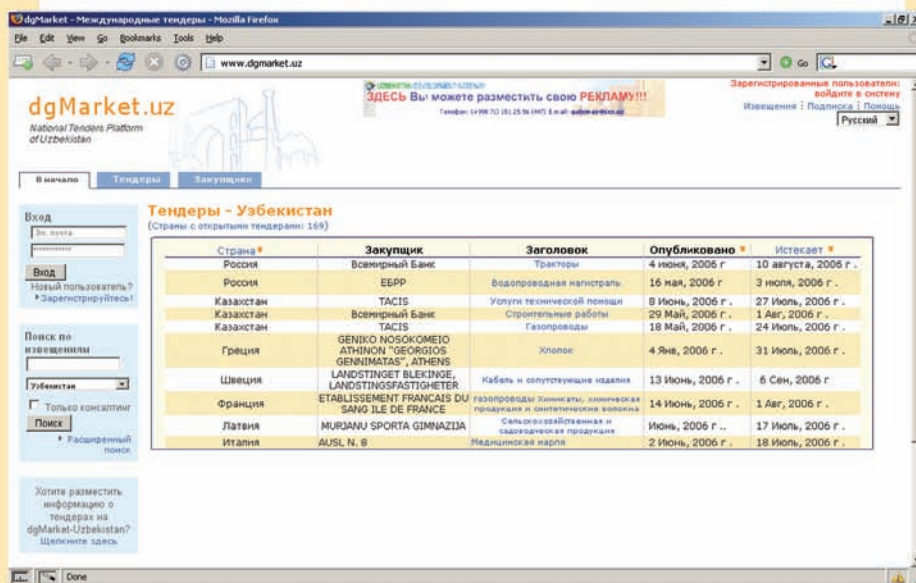 dgMarket - Международные тендеры - Mozilla Firefox
File Edit View Go Bookmarks Tools Help
www.dgmarket.uz Go
dgMarket.uz
National Tenders Platform
of Uzbekistan
ЗДЕСЬ Вы можете разместить свою РЕКЛАМУ!!!
Зарегистрированные пользователи:
войдите в систему
Извещения Подписка Помощь
Русский
В начало Тендеры Закупщики
Вход
Эл. почта
Вход
Новый пользователь?
Зарегистрируйтесь!
Поиск по
извещениям
Узбекистан
Только консалтинг
Поиск
Расширенный
поиск
Хотите разместить
информацию о
тендерах на
dgMarket-Uzbekistan?
Щелкните здесь
Тендеры - Узбекистан
(Страны с открытыми тендерами: 169)
Страна Закупщик Заголовок Опубликовано Истекает
Россия Всемирный Банк Тракторы 4 июня, 2006 г 10 августа, 2006 г .
Россия ЕБРР Водопроводная магистраль 16 мая, 2006 г 3 июля, 2006 г .
Казахстан TACIS Услуги технической помощи 8 Июнь, 2006 г . 27 Июль, 2006 г .
Казахстан Всемирный Банк Строительные работы 29 Май, 2006 г . 1 Авг, 2006 г .
Казахстан TACIS Газопроводы 18 Май, 2006 г . 24 Июль, 2006 г .
Греция GENIKO NOSOKOMEIO ATHINON "GEORGIOS GENNIMATAS", ATHENS Хлопок 4 Янв, 2006 г . 31 Июль, 2006 г .
Швеция LANDSTINGET BLEKINGE, LANDSTINGSFASTIGHETER Кабель и сопутствующие изделия 13 Июнь, 2006 г . 6 Сен, 2006 г
Франция ETABLISSEMENT FRANCAIS DU SANG ILE DE FRANCE газопроводы Химикаты, химическая продукция и синтетические волокна 14 Июнь, 2006 г . 1 Авг, 2006 г .
Латвия MURJANU SPORTA GIMNAZIJA Сельскохозяйственная и садоводческая продукция Июнь, 2006 г .. 17 Июль, 2006 г .
Италия AUSL N. 8 Медицинская марля 2 Июнь, 2006 г . 18 Июль, 2006 г .
Done